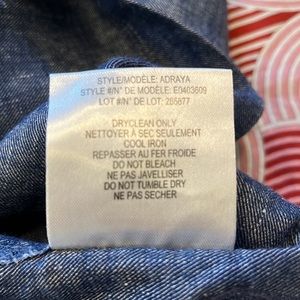 STYLE/MODÈLE: ADRAYA
STYLE #/N° DE MODÈLE: E0403609
LOT #/N° DE LOT: 285877
DRYCLEAN ONLY
NETTOYER À SEC SEULEMENT
COOL IRON
REPASSER AU FER FROIDE
DO NOT BLEACH
NE PAS JAVELLISER
DO NOT TUMBLE DRY
NE PAS SECHER